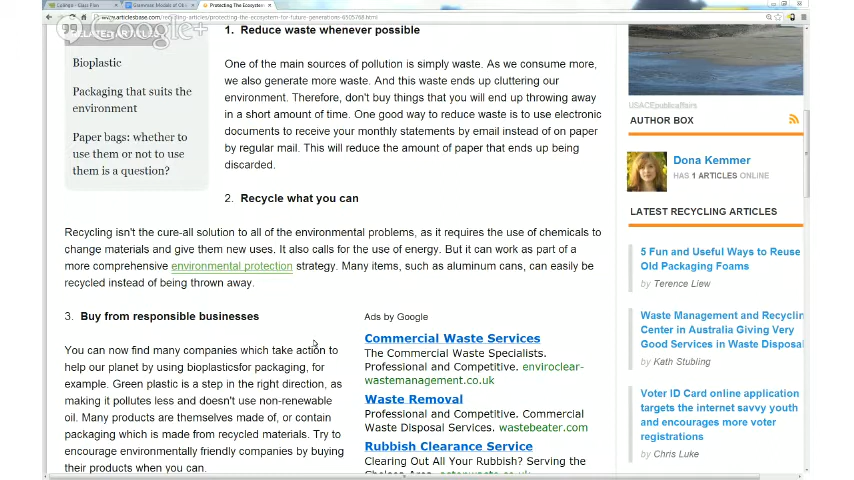 Protecting The Ecosystem
www.articlesbase.com/recycling-articles/protecting-the-ecosystem-for-future-generations-6505768.html
Google+
RELATED ARTICLES
Bioplastic
Packaging that suits the
environment
Paper bags: whether to
use them or not to use
them is a question?
1. Reduce waste whenever possible
One of the main sources of pollution is simply waste. As we consume more,
we also generate more waste. And this waste ends up cluttering our
environment. Therefore, don't buy things that you will end up throwing away
in a short amount of time. One good way to reduce waste is to use electronic
documents to receive your monthly statements by email instead of on paper
by regular mail. This will reduce the amount of paper that ends up being
discarded.
2. Recycle what you can
Recycling isn't the cure-all solution to all of the environmental problems, as it requires the use of chemicals to
change materials and give them new uses. It also calls for the use of energy. But it can work as part of a
more comprehensive environmental protection strategy. Many items, such as aluminum cans, can easily be
recycled instead of being thrown away.
3. Buy from responsible businesses
You can now find many companies which take action to
help our planet by using bioplasticsfor packaging, for
example. Green plastic is a step in the right direction, as
making it pollutes less and doesn't use non-renewable
oil. Many products are themselves made of, or contain
packaging which is made from recycled materials. Try to
encourage environmentally friendly companies by buying
their products when you can.
Ads by Google
Commercial Waste Services
The Commercial Waste Specialists.
Professional and Competitive. enviroclear-
wastemanagement.co.uk
Waste Removal
Professional and Competitive. Commercial
Waste Disposal Services. wastebeater.com
Rubbish Clearance Service
Clearing Out All Your Rubbish? Serving the
USACEpublicaffairs
AUTHOR BOX
Dona Kemmer
HAS 1 ARTICLES ONLINE
LATEST RECYCLING ARTICLES
5 Fun and Useful Ways to Reuse
Old Packaging Foams
by Terence Liew
Waste Management and Recyclin
Center in Australia Giving Very
Good Services in Waste Disposal
by Kath Stubling
Voter ID Card online application
targets the internet savvy youth
and encourages more voter
registrations
by Chris Luke